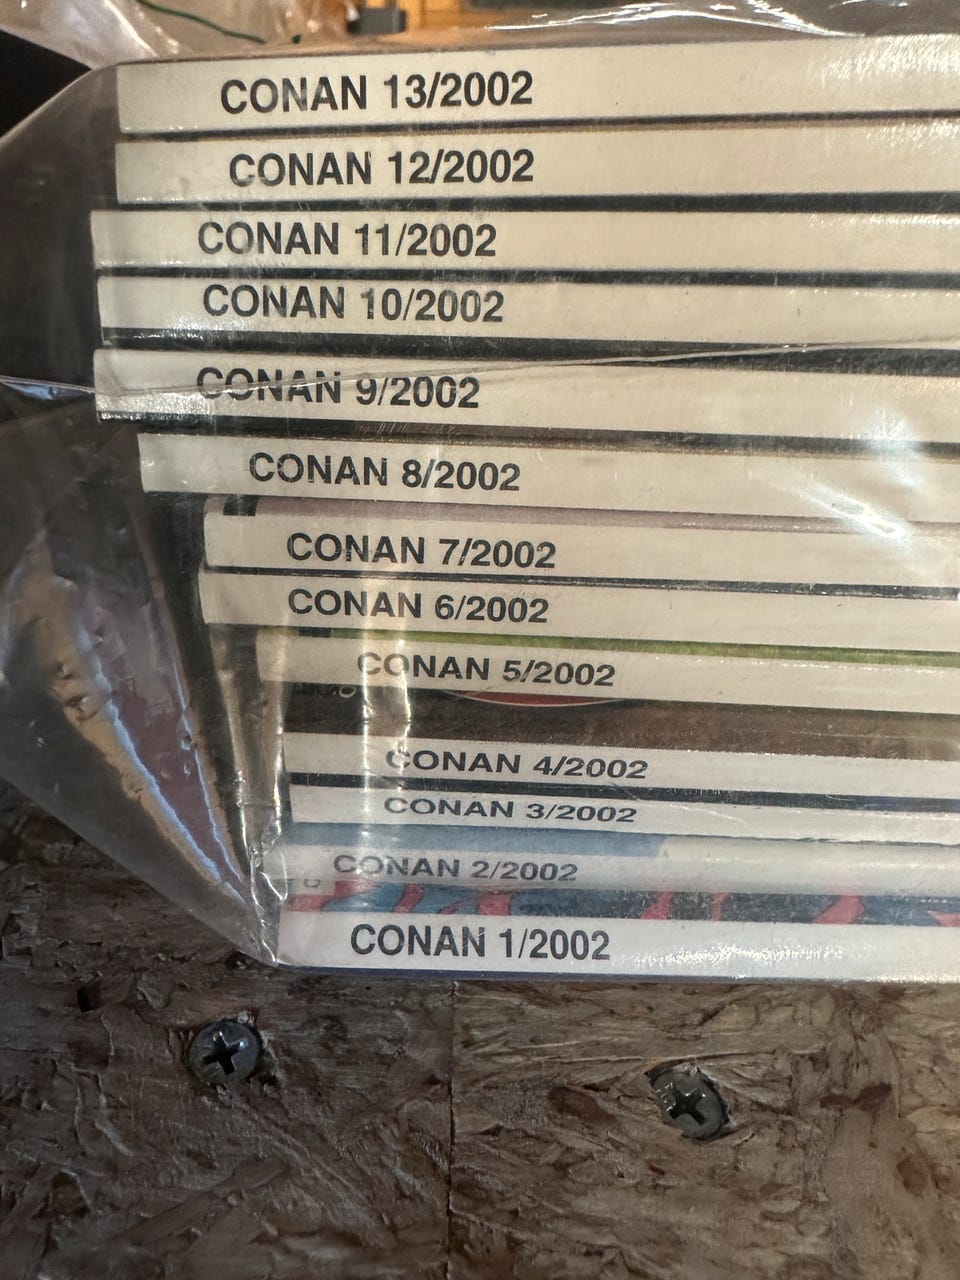 CONAN 13/2002
CONAN 12/2002
CONAN 11/2002
CONAN 10/2002
CONAN 9/2002
CONAN 8/2002
CONAN 7/2002
CONAN 6/2002
CONAN 5/2002
CONAN 4/2002
CONAN 3/2002
CONAN 2/2002
CONAN 1/2002